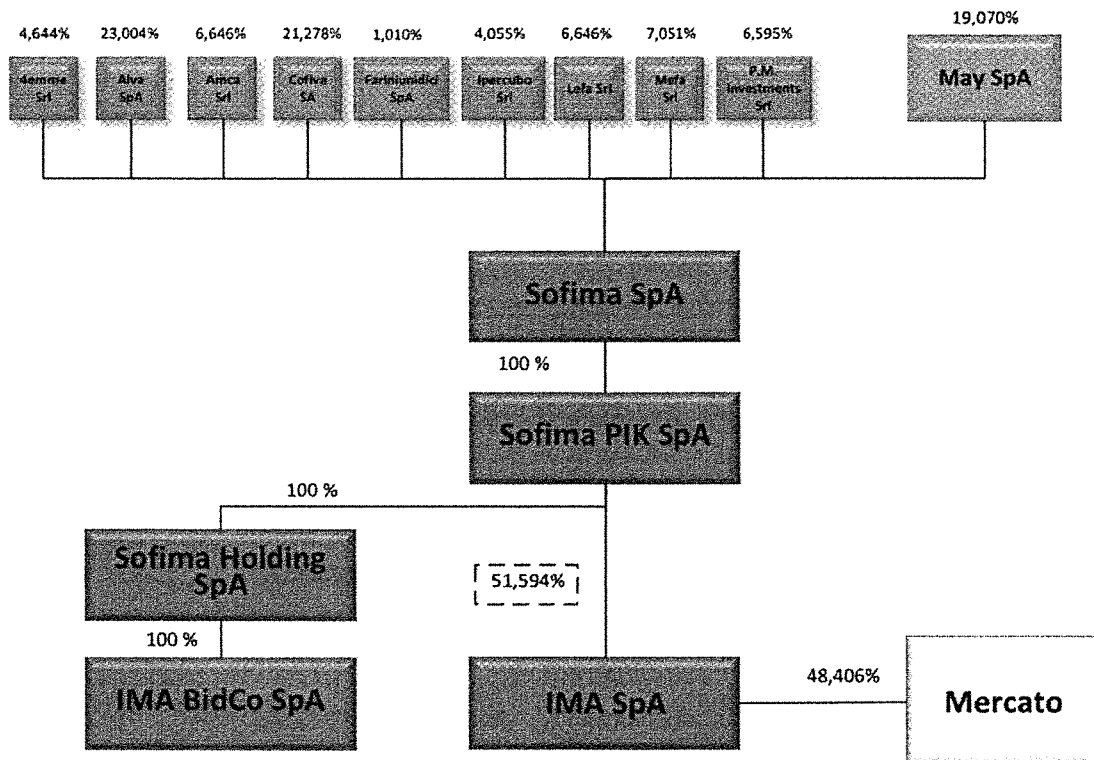 4,644% 23,004% 6,646% 21,278% 1,010% 4,055% 6,646% 7,051% 6,595% 19,070%
4emme Srl
Alva SpA
Amca Srl
Cofiva SA
Fariniundici SpA
Ipercubo Srl
Lefa Srl
Mefa Srl
P.M. Investments Srl
May SpA
Sofima SpA
100 %
Sofima PIK SpA
100 %
Sofima Holding
SpA
51,594%
100 %
IMA BidCo SpA
IMA SpA
48,406%
Mercato